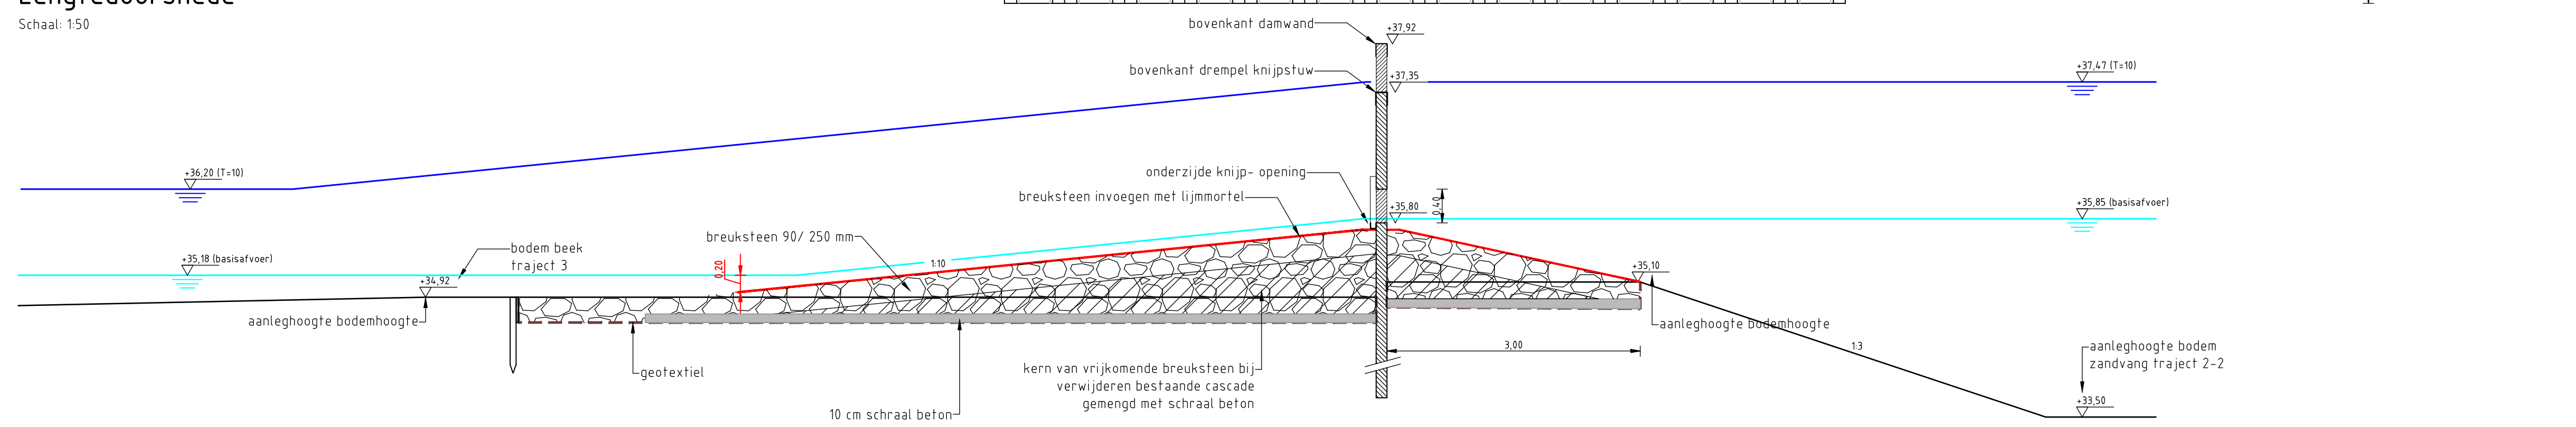 Lengtedoorsnede
Schaal: 1:50
bovenkant damwand
+37,92
bovenkant drempel knijpstuw
+37,35
+37,47 (T=10)
+36,20 (T=10)
onderzijde knijp- opening
breuksteen invoegen met lijmmortel
+35,80
0,40
+35,85 (basisafvoer)
breuksteen 90/ 250 mm
bodem beek
traject 3
+35,18 (basisafvoer)
+34,92
0,20
1:10
+35,10
aanleghoogte bodemhoogte
aanleghoogte bodemhoogte
3,00
1:3
aanleghoogte bodem
zandvang traject 2-2
geotextiel
kern van vrijkomende breuksteen bij
verwijderen bestaande cascade
gemengd met schraal beton
10 cm schraal beton
+33,50